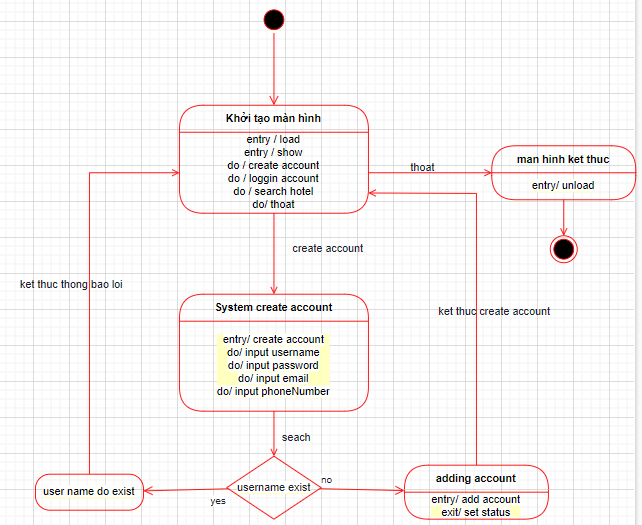 Khởi tạo màn hình
entry / load
entry / show
do / create account
do / loggin account
do / search hotel
do/ thoat
thoat
man hinh ket thuc
entry/ unload
create account
ket thuc thong bao loi
System create account
entry/ create account
do/ input username
do/ input password
do/ input email
do/ input phoneNumber
ket thuc create account
seach
username exist
yes
no
user name do exist
adding account
entry/ add account
exit/ set status